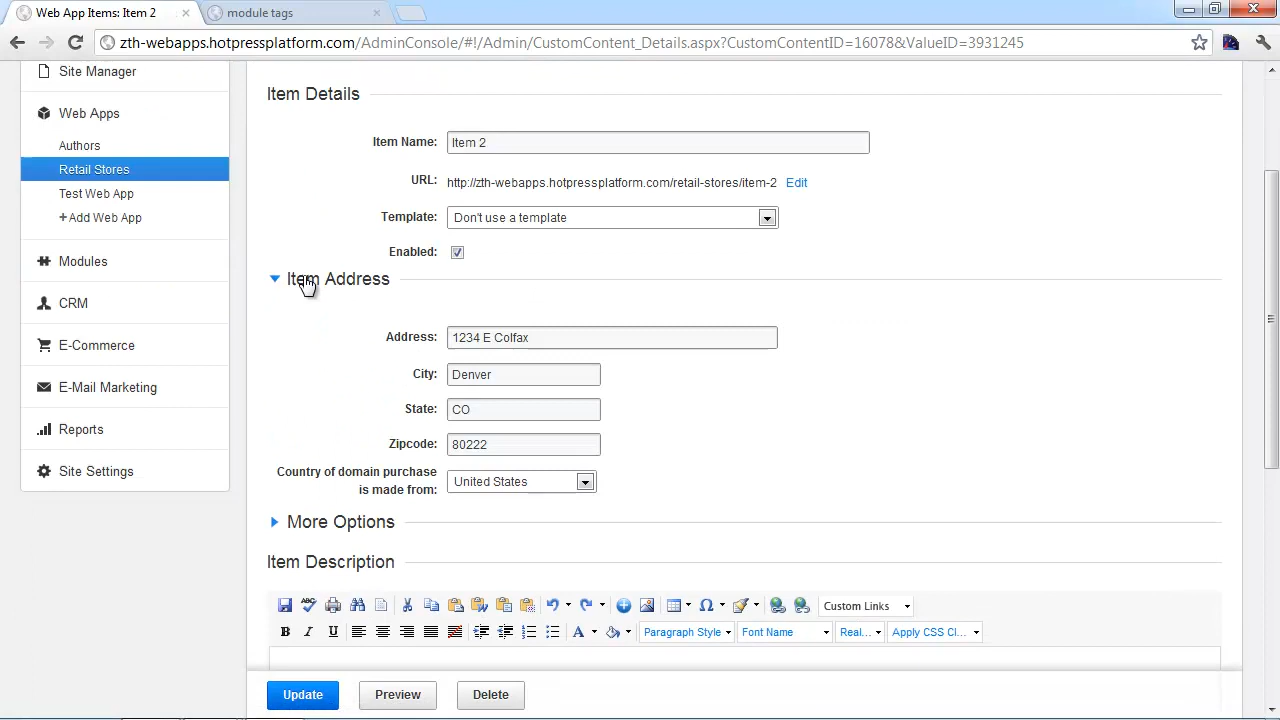 Web App Items: Item 2
module tags
zth-webapps.hotpressplatform.com/AdminConsole/#!/Admin/CustomContent_Details.aspx?CustomContentID=16078&ValueID=3931245
Site Manager
Web Apps
Authors
Retail Stores
Test Web App
+Add Web App
Modules
CRM
E-Commerce
E-Mail Marketing
Reports
Site Settings
Item Details
Item Name: Item 2
URL: http://zth-webapps.hotpressplatform.com/retail-stores/item-2 Edit
Template: Don't use a template
Enabled:
Item Address
Address: 1234 E Colfax
City: Denver
State: CO
Zipcode: 80222
Country of domain purchase
is made from: United States
More Options
Item Description
ABC Ω Custom Links
B I U A Paragraph Style Font Name Real... Apply CSS Cl...
Update Preview Delete